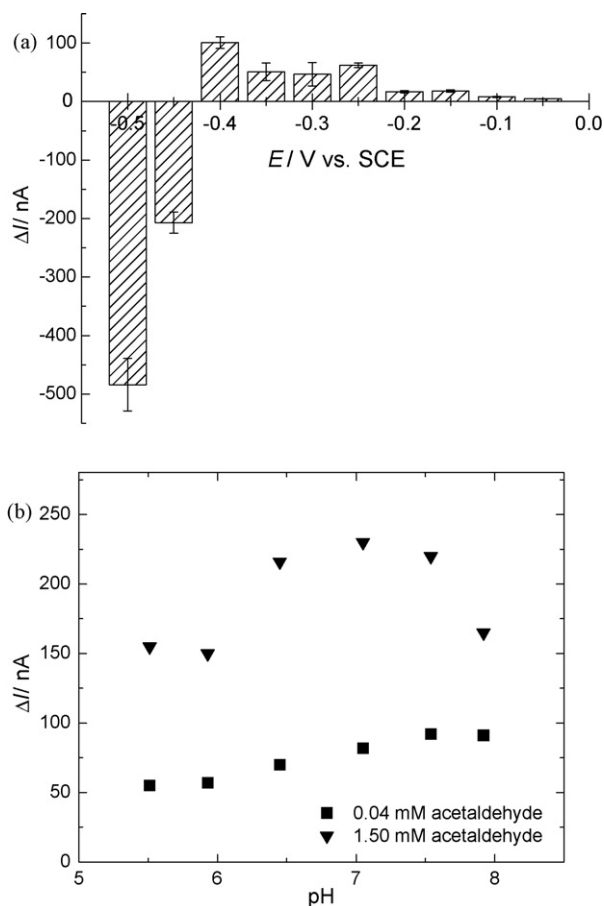 (a)
100
0
-100
-200
-300
-400
-500
ΔI/ nA
-0.5 -0.4 -0.3 -0.2 -0.1 0.0
E / V vs. SCE
(b)
250
200
150
100
50
0
ΔI/ nA
■ 0.04 mM acetaldehyde
▼ 1.50 mM acetaldehyde
5 6 7 8
pH